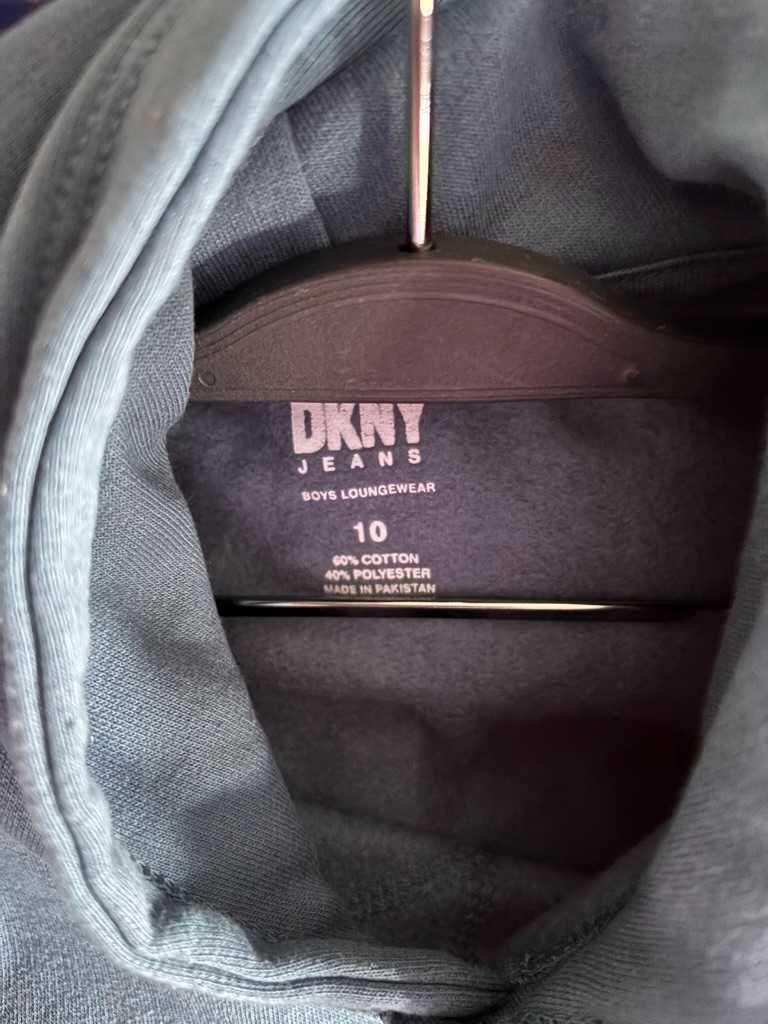 DKNY
JEANS
BOYS LOUNGEWEAR
10
60% COTTON
40% POLYESTER
MADE IN PAKISTAN